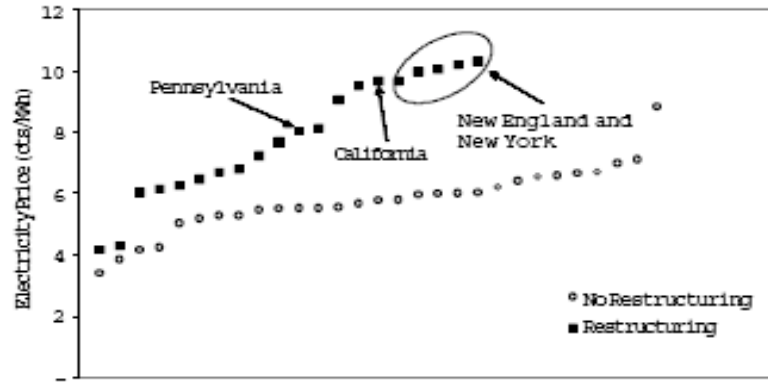 12
10
8
6
4
2
–
Electricity Price (cts/kWh)
Pennsylvania
California
New England and
New York
No Restructuring
Restructuring